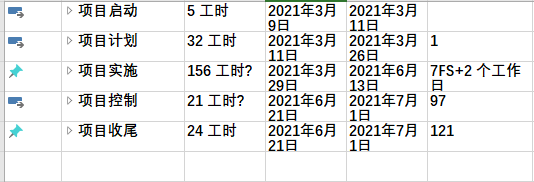 项目启动 5 工时 2021年3月9日 2021年3月11日
项目计划 32 工时 2021年3月11日 2021年3月26日 1
项目实施 156 工时? 2021年3月29日 2021年6月13日 7FS+2 个工作日
项目控制 21 工时? 2021年6月21日 2021年7月1日 97
项目收尾 24 工时 2021年6月21日 2021年7月1日 121